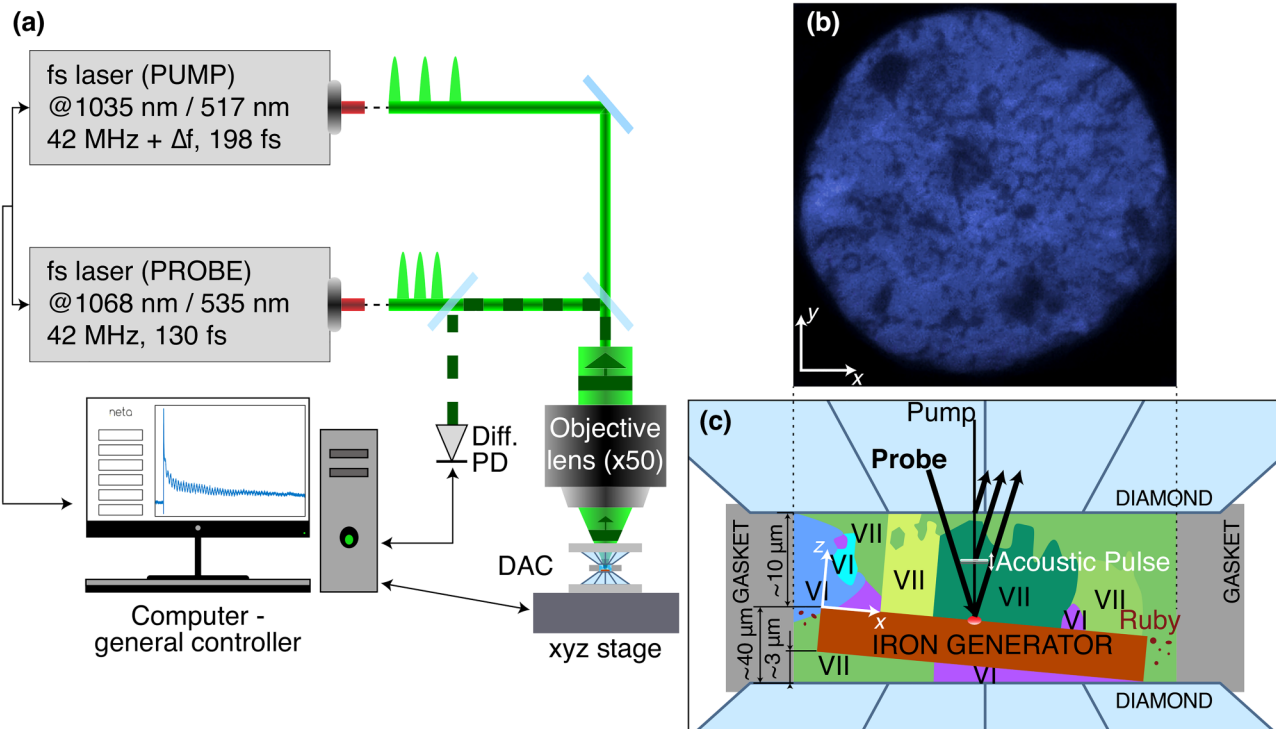 (a)
fs laser (PUMP)
@1035 nm / 517 nm
42 MHz + Δf, 198 fs
fs laser (PROBE)
@1068 nm / 535 nm
42 MHz, 130 fs
neta
Diff.
PD
Objective
lens (x50)
DAC
Computer -
general controller
xyz stage
(b)
y
x
(c)
Pump
Probe
DIAMOND
GASKET
GASKET
~10 μm
z
VII
VI
VI
VII
Acoustic Pulse
VII
VII
VI
Ruby
x
IRON GENERATOR
~40 μm
~3 μm
VII
VI
DIAMOND